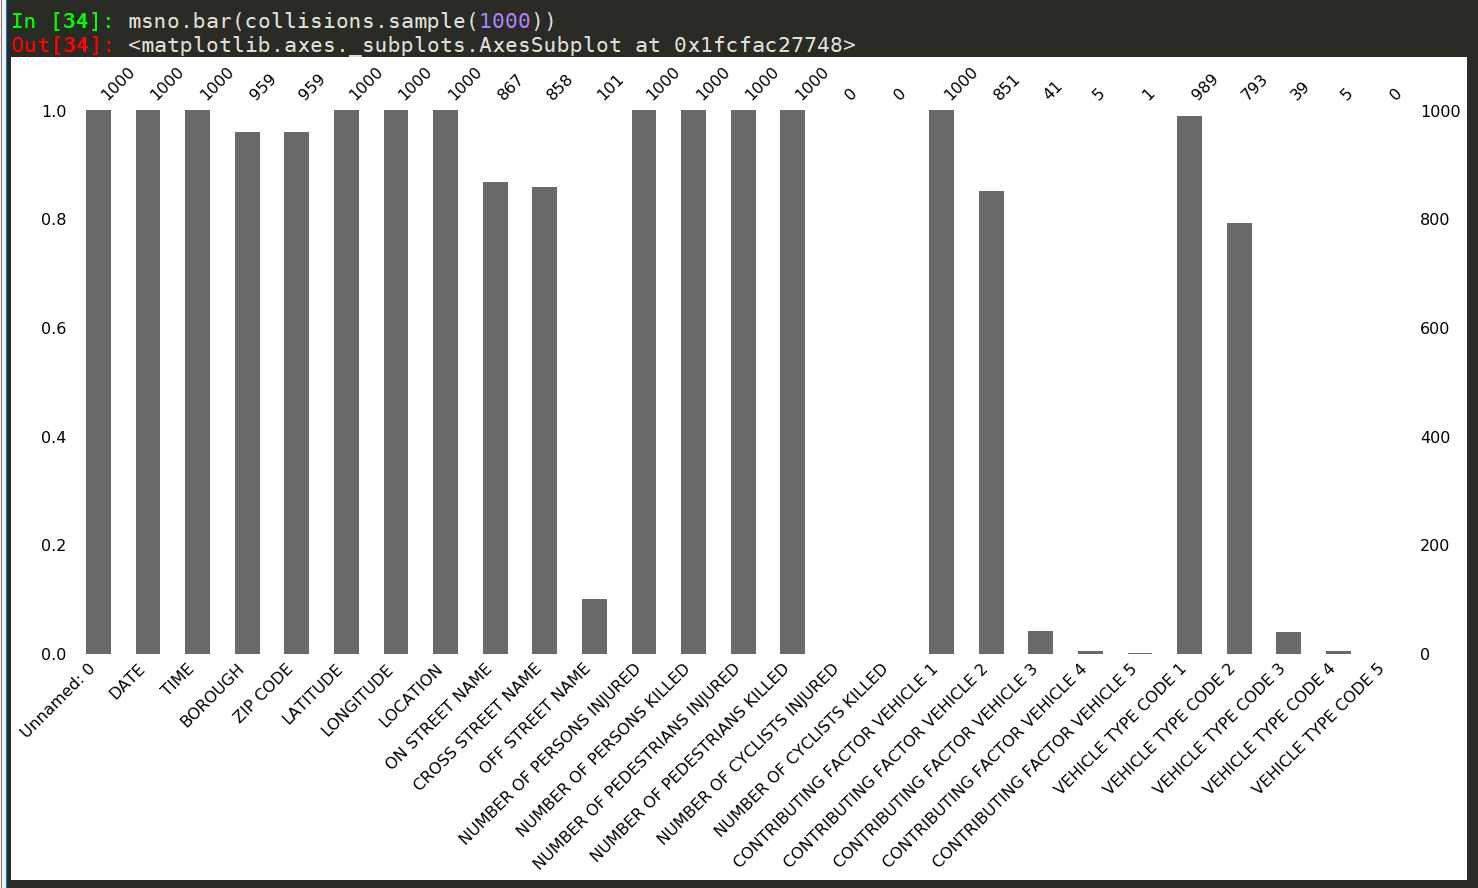 In [34]: msno.bar(collisions.sample(1000))
Out[34]: <matplotlib.axes._subplots.AxesSubplot at 0x1fcfac27748>
1000 1000 1000 959 959 1000 1000 1000 867 858 101 1000 1000 1000 1000 0 0 1000 851 41 5 1 989 793 39 5 0
1.0 1000
0.8 800
0.6 600
0.4 400
0.2 200
0.0 0
Unnamed: 0
DATE
TIME
BOROUGH
ZIP CODE
LATITUDE
LONGITUDE
LOCATION
ON STREET NAME
CROSS STREET NAME
OFF STREET NAME
NUMBER OF PERSONS INJURED
NUMBER OF PERSONS KILLED
NUMBER OF PEDESTRIANS INJURED
NUMBER OF PEDESTRIANS KILLED
NUMBER OF CYCLISTS INJURED
NUMBER OF CYCLISTS KILLED
CONTRIBUTING FACTOR VEHICLE 1
CONTRIBUTING FACTOR VEHICLE 2
CONTRIBUTING FACTOR VEHICLE 3
CONTRIBUTING FACTOR VEHICLE 4
CONTRIBUTING FACTOR VEHICLE 5
VEHICLE TYPE CODE 1
VEHICLE TYPE CODE 2
VEHICLE TYPE CODE 3
VEHICLE TYPE CODE 4
VEHICLE TYPE CODE 5